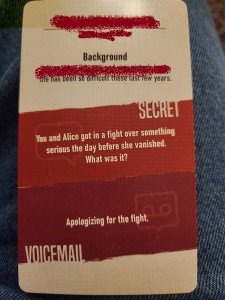 Background
life has been so difficult these last few years.
SECRET
You and Alice got in a fight over something
serious the day before she vanished.
What was it?
Apologizing for the fight.
VOICEMAIL